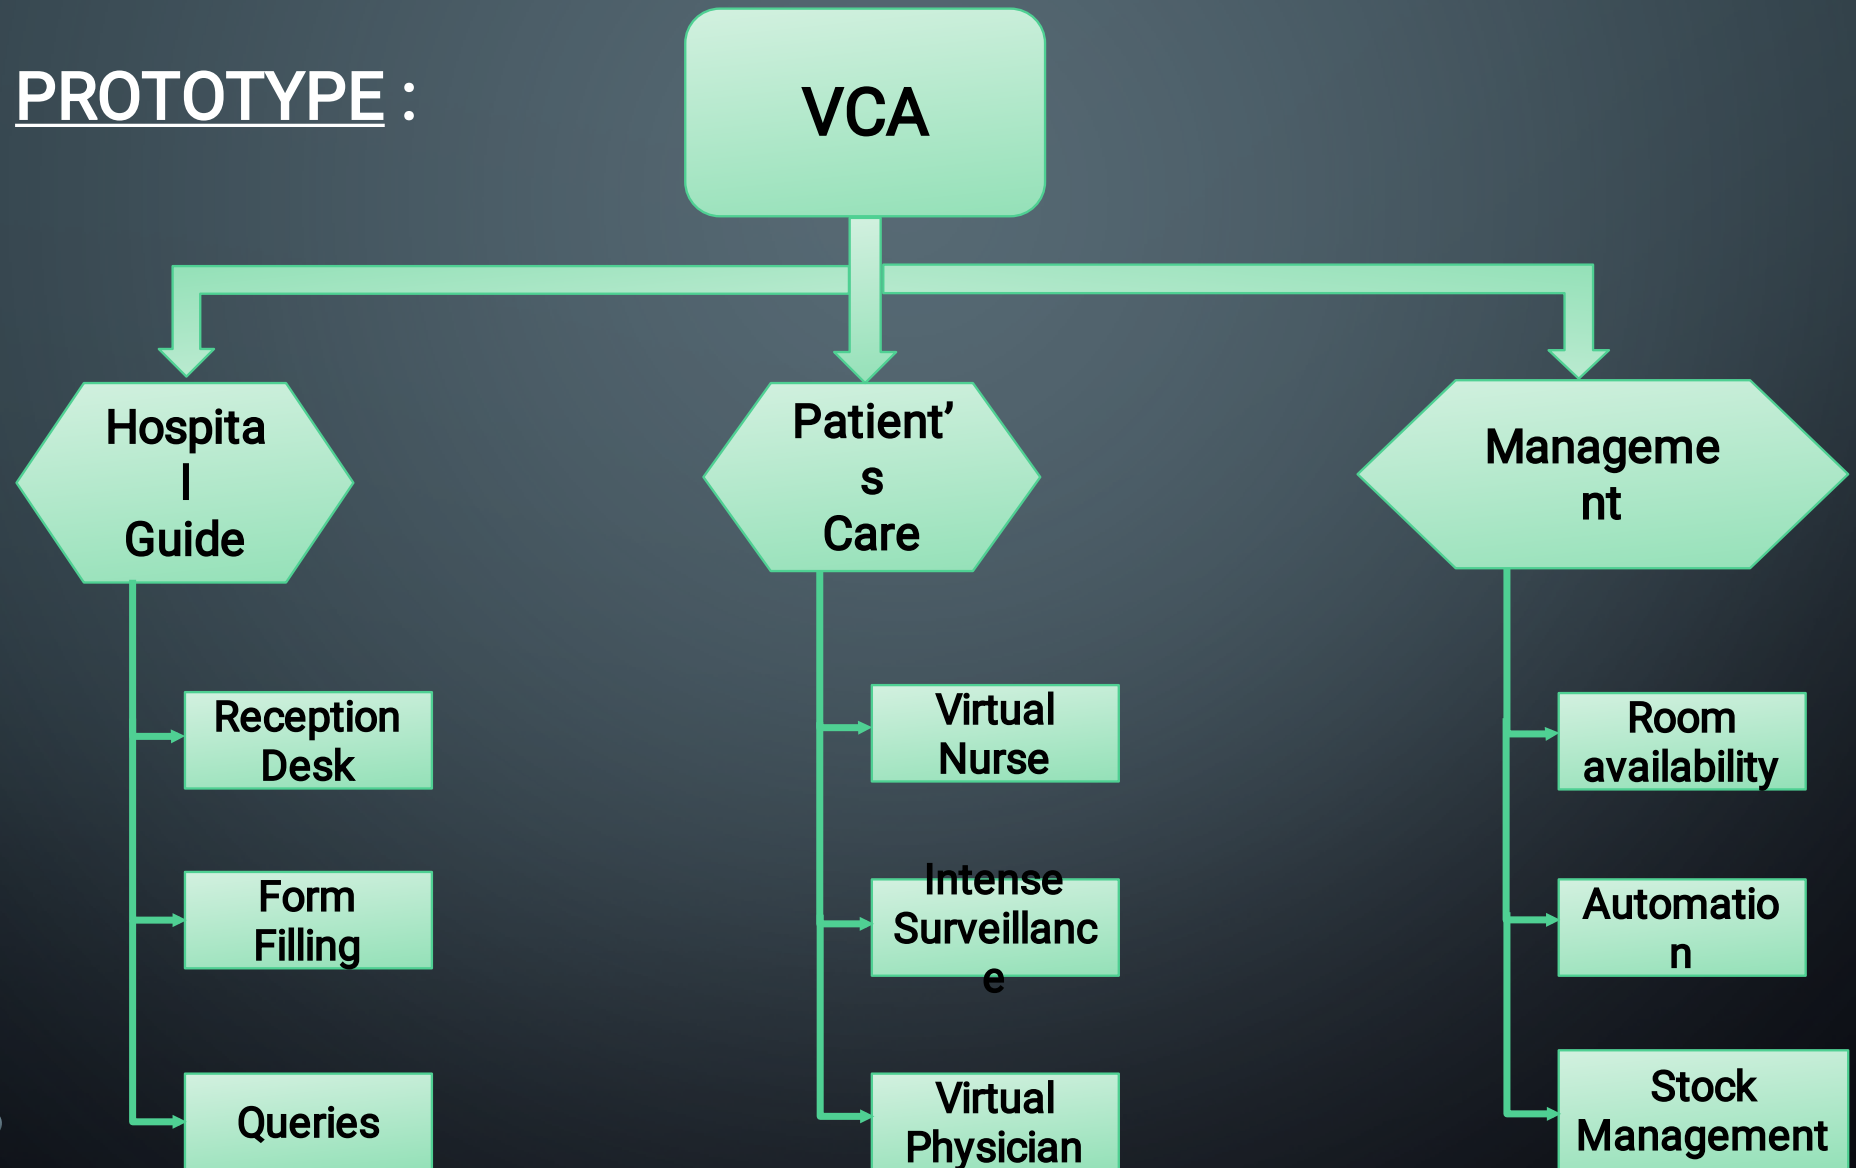 PROTOTYPE :
VCA
Hospita
l
Guide
Patient’
s
Care
Manageme
nt
Reception
Desk
Form
Filling
Queries
Virtual
Nurse
Intense
Surveillanc
e
Virtual
Physician
Room
availability
Automatio
n
Stock
Management